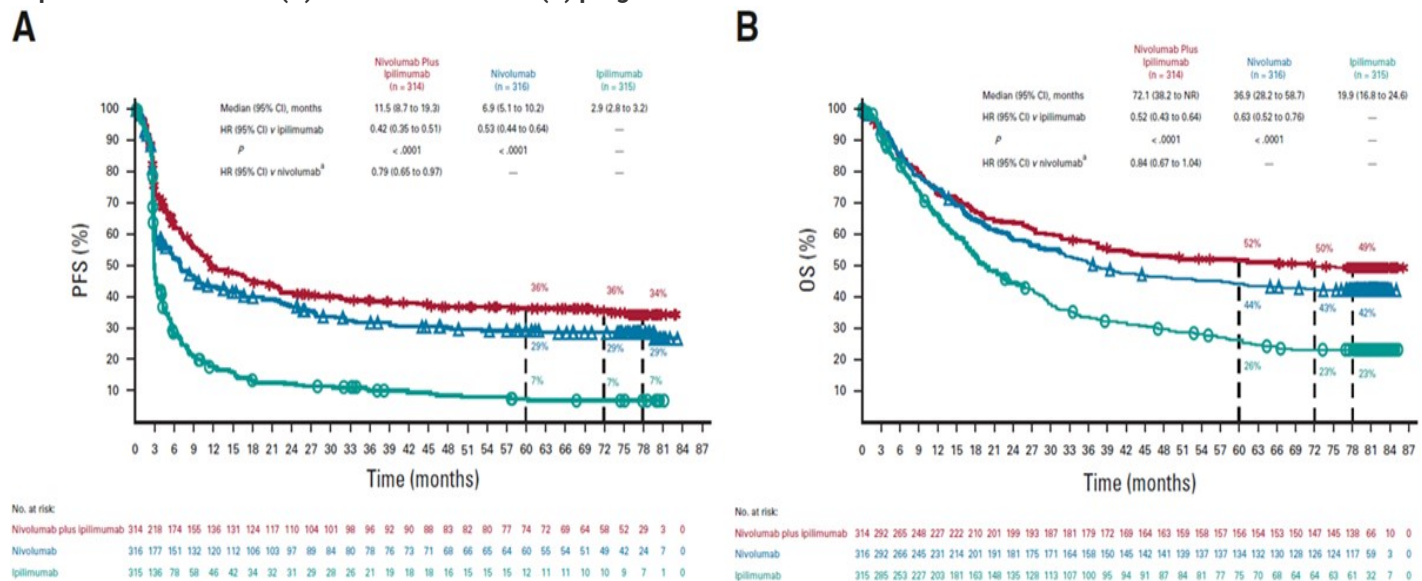 A
Nivolumab Plus
Ipilimumab
(n = 314)
Nivolumab
(n = 316)
Ipilimumab
(n = 315)
Median (95% CI), months 11.5 (8.7 to 19.3) 6.9 (5.1 to 10.2) 2.9 (2.8 to 3.2)
HR (95% CI) v ipilimumab 0.42 (0.35 to 0.51) 0.53 (0.44 to 0.64) —
P < .0001 < .0001 —
HR (95% CI) v nivolumabª 0.79 (0.65 to 0.97) — —
100
90
80
70
60
50
40
30
20
10
PFS (%)
36% 36% 34%
29% 29% 29%
7% 7% 7%
0 3 6 9 12 15 18 21 24 27 30 33 36 39 42 45 48 51 54 57 60 63 66 69 72 75 78 81 84 87
Time (months)
No. at risk:
Nivolumab plus ipilimumab 314 218 174 155 136 131 124 117 110 104 101 98 96 92 90 88 83 82 80 77 74 72 69 64 58 52 29 3 0
Nivolumab 316 177 151 132 120 112 106 103 97 89 84 80 78 76 73 71 68 66 65 64 60 55 54 51 49 42 24 7 0
Ipilimumab 315 136 78 58 46 42 34 32 31 29 28 26 21 19 18 18 16 15 15 15 12 11 11 10 10 9 7 1 0
B
Nivolumab Plus
Ipilimumab
(n = 314)
Nivolumab
(n = 316)
Ipilimumab
(n = 315)
Median (95% CI), months 72.1 (38.2 to NR) 36.9 (28.2 to 58.7) 19.9 (16.8 to 24.6)
HR (95% CI) v ipilimumab 0.52 (0.43 to 0.64) 0.63 (0.52 to 0.76) —
P < .0001 < .0001 —
HR (95% CI) v nivolumabª 0.84 (0.67 to 1.04) — —
100
90
80
70
60
50
40
30
20
10
OS (%)
52% 50% 49%
44% 43% 42%
26% 23% 23%
0 3 6 9 12 15 18 21 24 27 30 33 36 39 42 45 48 51 54 57 60 63 66 69 72 75 78 81 84 87
Time (months)
No. at risk:
Nivolumab plus ipilimumab 314 292 265 248 227 222 210 201 199 193 187 181 179 172 169 164 163 159 158 157 156 154 153 150 147 145 138 66 10 0
Nivolumab 316 292 266 245 231 214 201 191 181 175 171 164 158 150 145 142 141 139 137 137 134 132 130 128 126 124 117 59 3 0
Ipilimumab 315 285 253 227 203 181 163 148 135 128 113 107 100 95 94 91 87 84 81 77 75 70 68 64 64 63 61 32 7 0